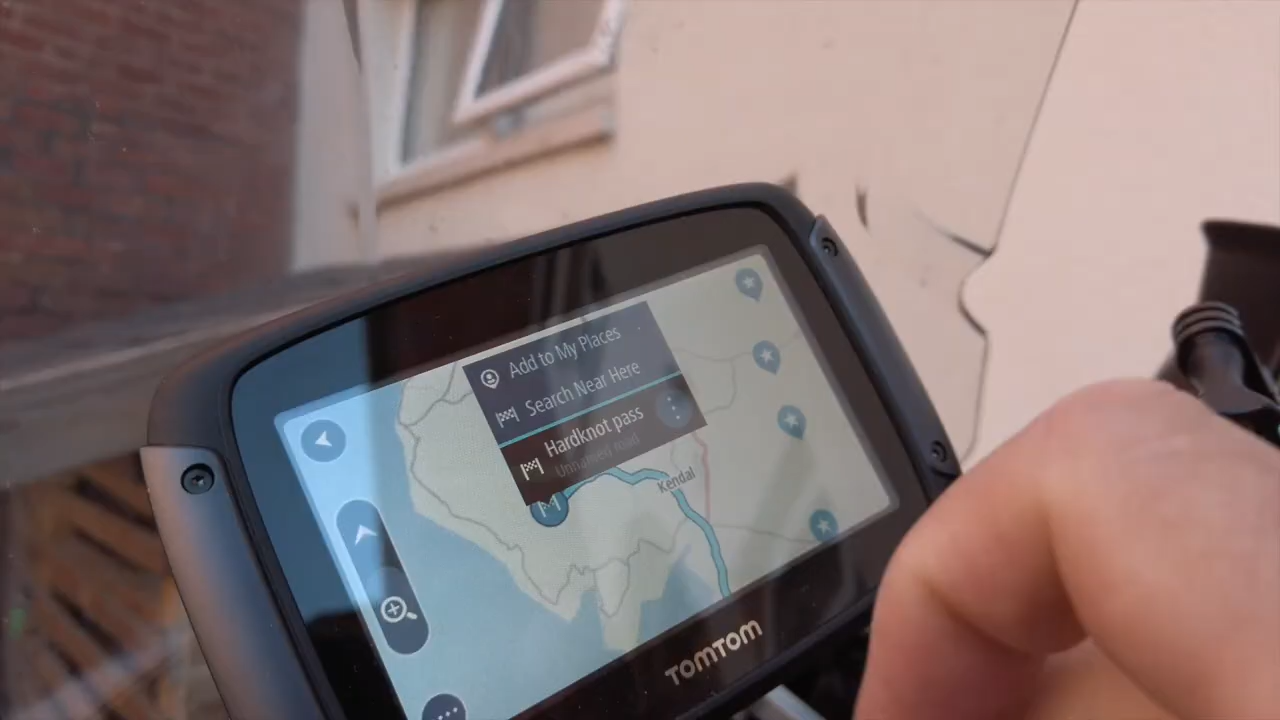 Add to My Places
Search Near Here
Hardknot pass
Unnamed road
Kendal
TOMTOM